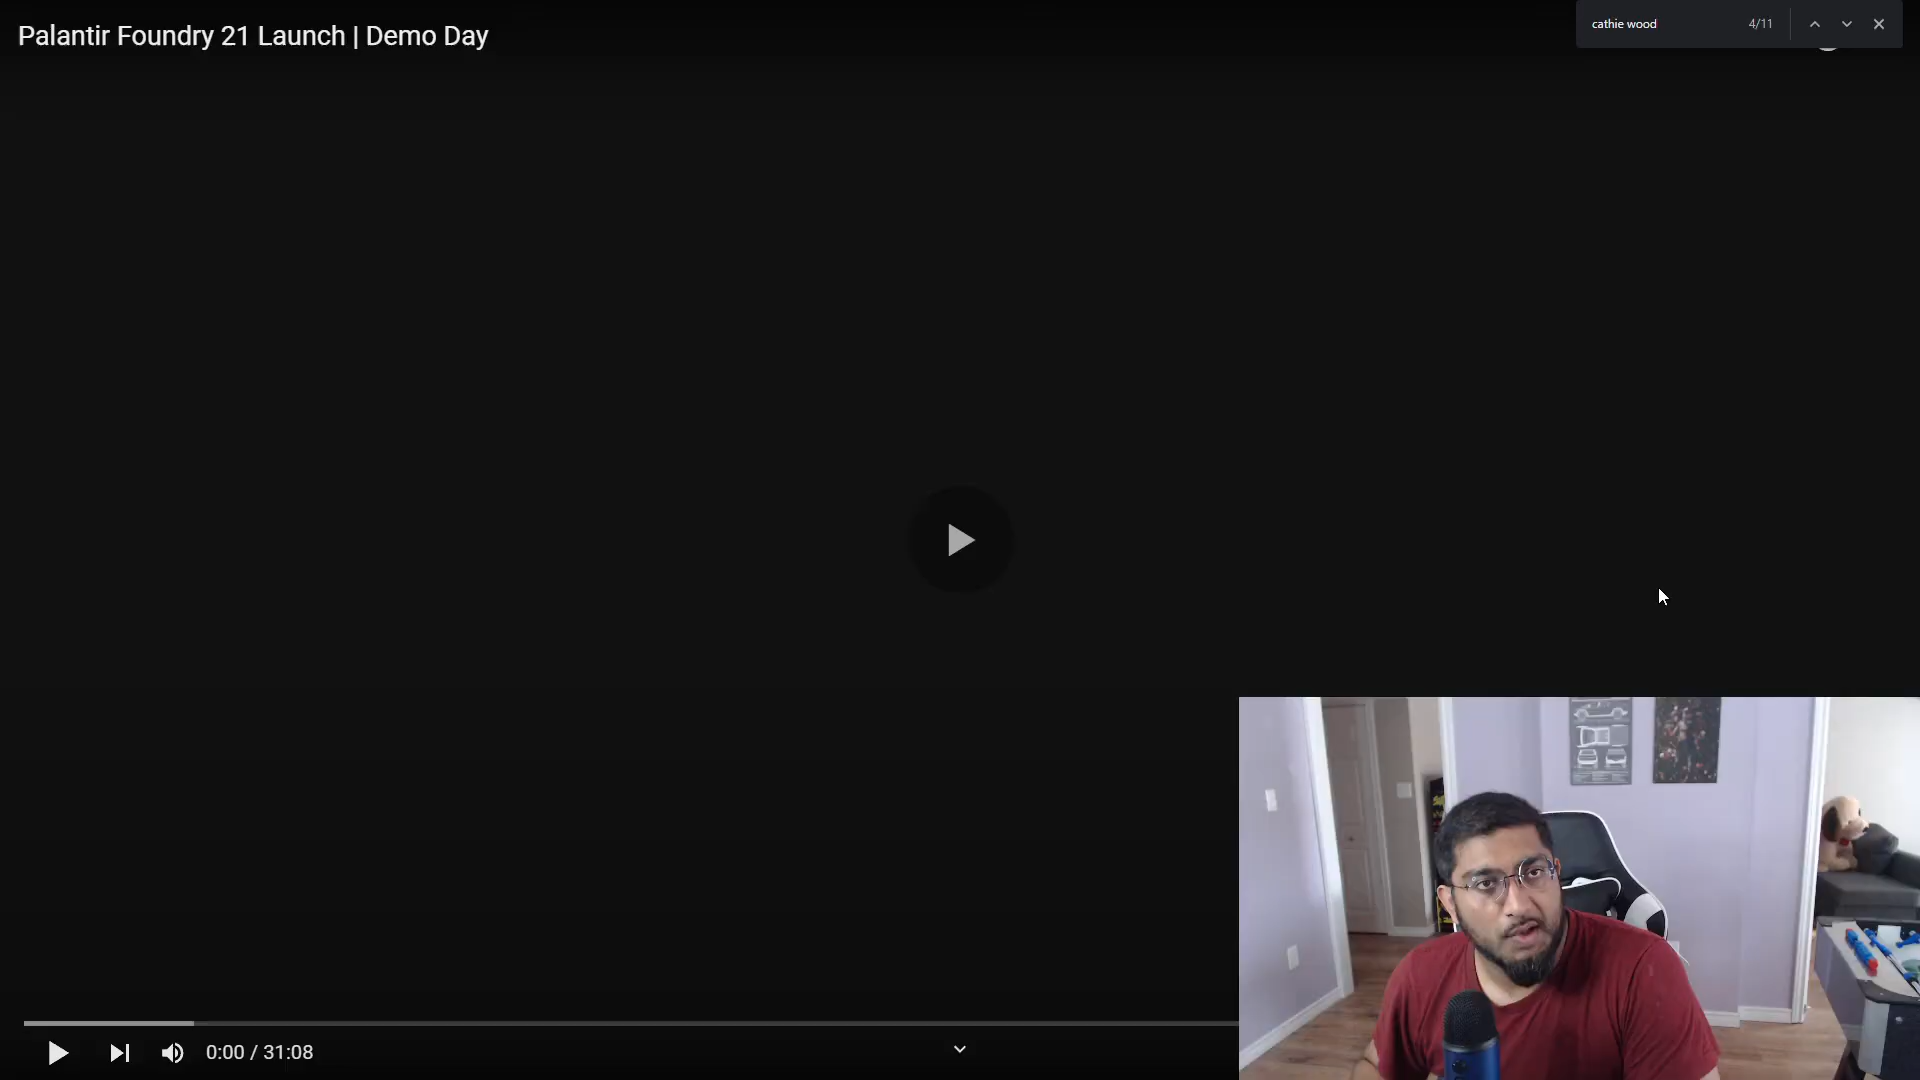 Palantir Foundry 21 Launch | Demo Day
cathie wood 4/11
0:00 / 31:08